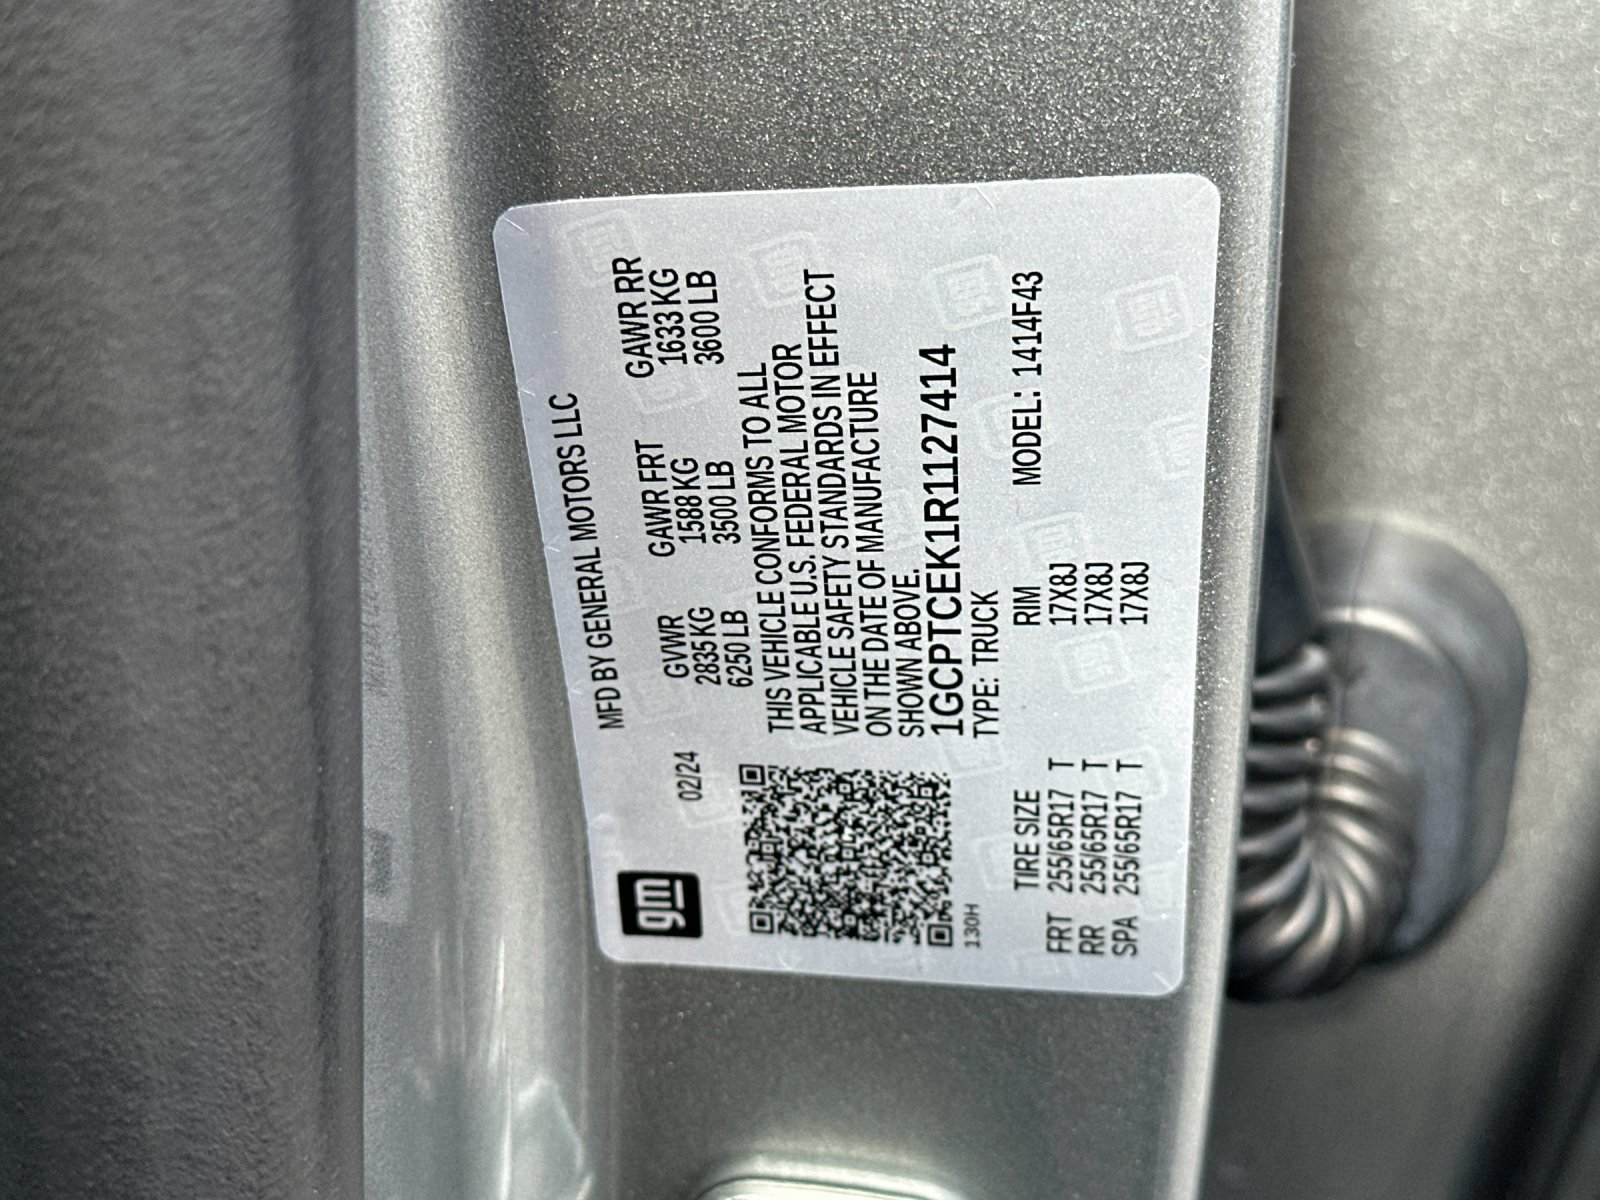 gm
MFD BY GENERAL MOTORS LLC
02/24
GVWR GAWR FRT GAWR RR
2835 KG 1588 KG 1633 KG
6250 LB 3500 LB 3600 LB
THIS VEHICLE CONFORMS TO ALL
APPLICABLE U.S. FEDERAL MOTOR
VEHICLE SAFETY STANDARDS IN EFFECT
ON THE DATE OF MANUFACTURE
SHOWN ABOVE.
1GCPTCEK1R1127414
TYPE: TRUCK
130H
MODEL: 1414F43
TIRE SIZE RIM
FRT 255/65R17 T 17X8J
RR 255/65R17 T 17X8J
SPA 255/65R17 T 17X8J